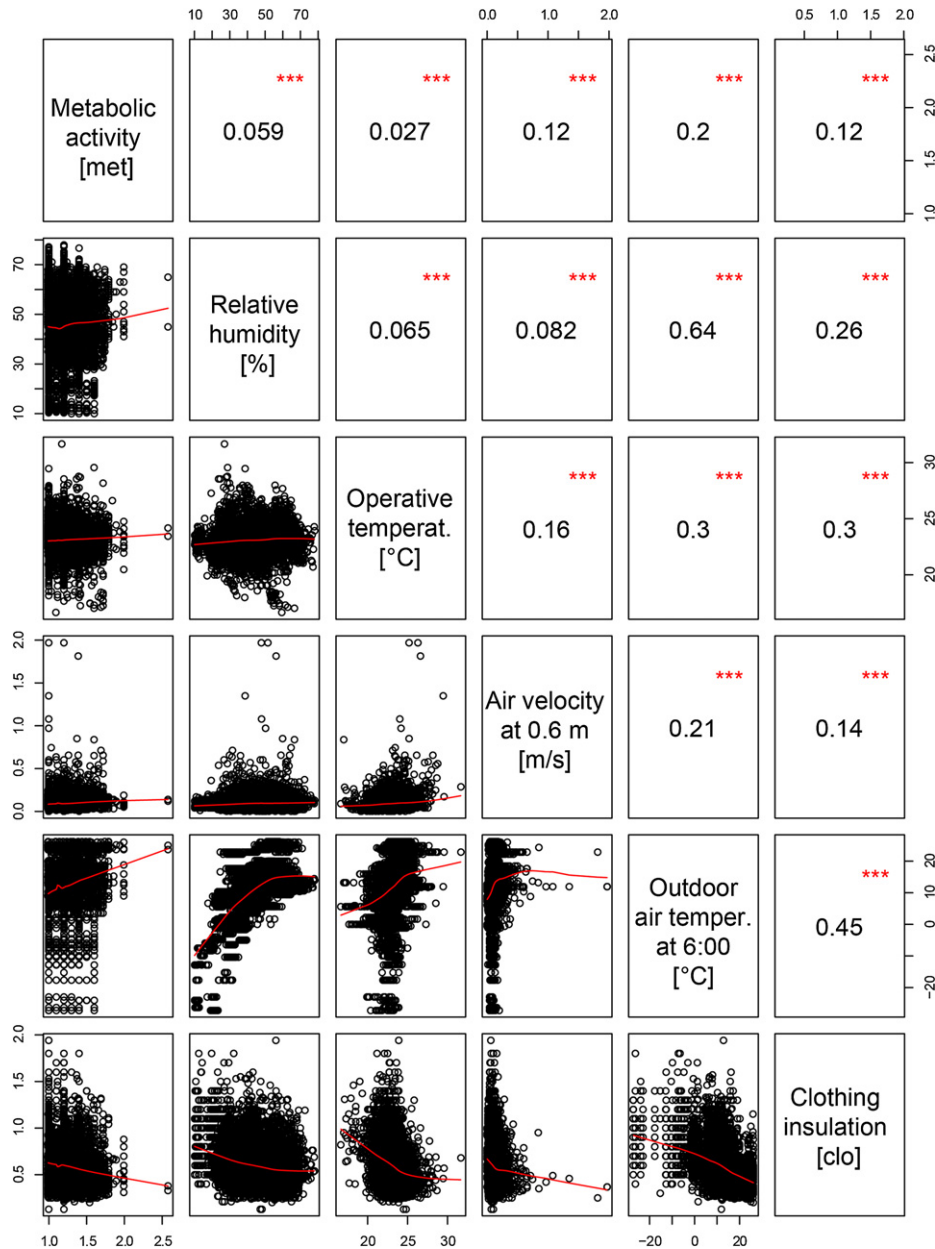 10 30 50 70 0.0 1.0 2.0 0.5 1.0 1.5 2.0
Metabolic
activity
[met]
*** *** *** *** ***
0.059 0.027 0.12 0.2 0.12
1.0 1.5 2.0 2.5
10 30 50 70
Relative
humidity
[%]
*** *** *** ***
0.065 0.082 0.64 0.26
Operative
temperat.
[°C]
*** *** ***
0.16 0.3 0.3
20 25 30
0.0 0.5 1.0 1.5 2.0
Air velocity
at 0.6 m
[m/s]
*** ***
0.21 0.14
Outdoor
air temper.
at 6:00
[°C]
***
0.45
−20 0 10 20
0.5 1.0 1.5 2.0
Clothing
insulation
[clo]
1.0 1.5 2.0 2.5 20 25 30 −20 0 10 20